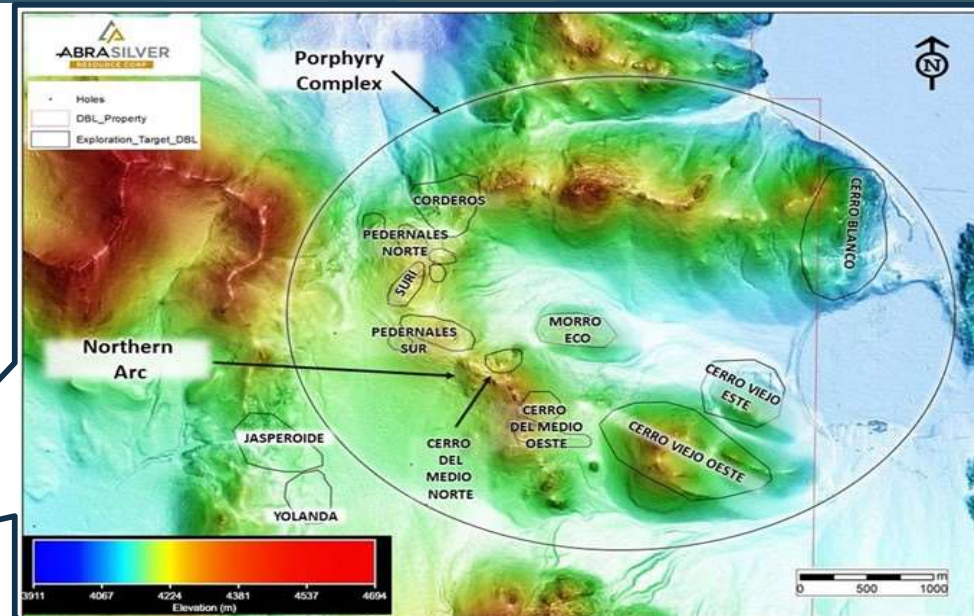 ABRASILVER
RESOURCE CORP
Holes
DBL_Property
Exploration_Target_DBL
Porphyry
Complex
N
CORDEROS
PEDERNALES
NORTE
SURI
CERRO BLANCO
PEDERNALES
SUR
MORRO
ECO
Northern
Arc
CERRO VIEJO
ESTE
CERRO
DEL MEDIO
OESTE
CERRO VIEJO OESTE
JASPEROIDE
CERRO
DEL
MEDIO
NORTE
YOLANDA
3911 4067 4224 4381 4537 4694
Elevation (m)
m
0 500 1000